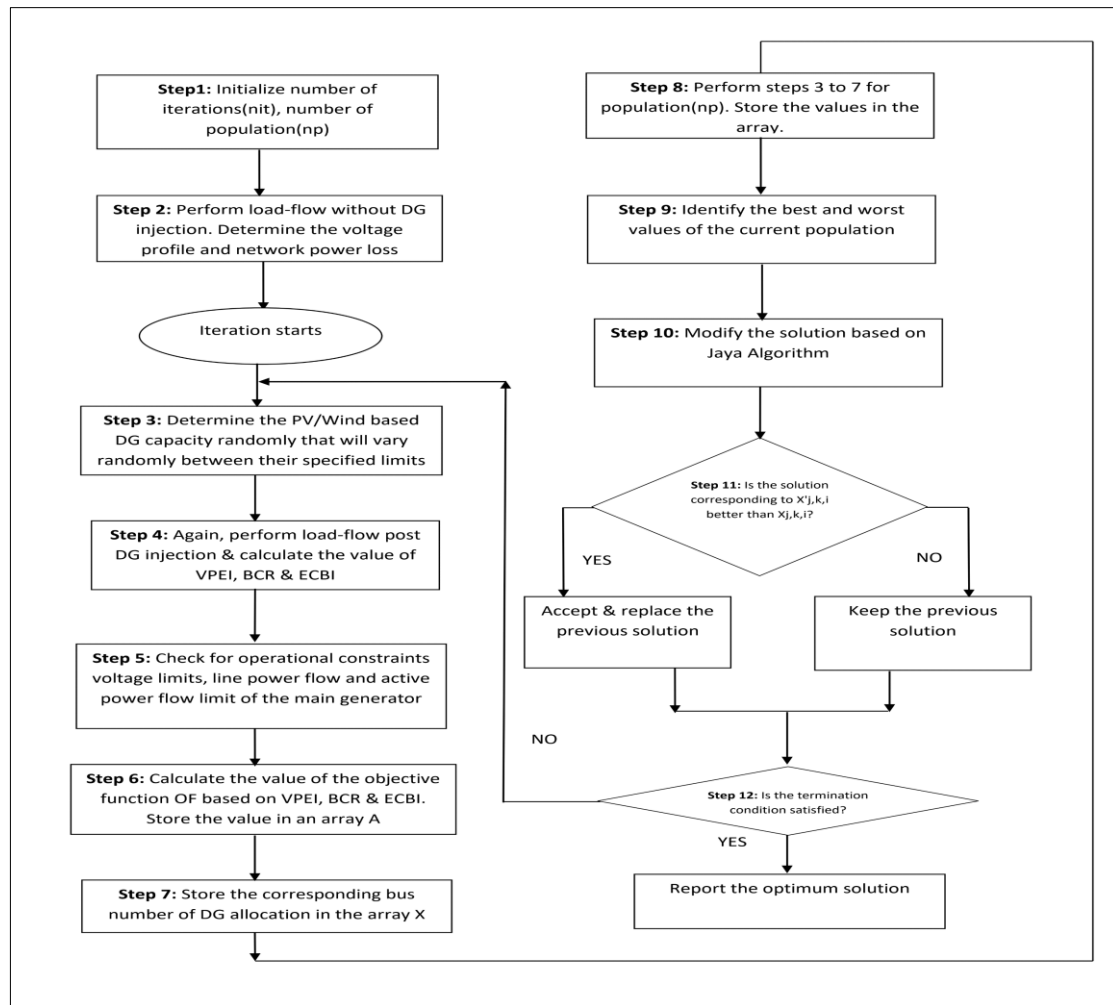 Step1: Initialize number of
iterations(nit), number of
population(np)
Step 2: Perform load-flow without DG
injection. Determine the voltage
profile and network power loss
Iteration starts
Step 3: Determine the PV/Wind based
DG capacity randomly that will vary
randomly between their specified limits
Step 4: Again, perform load-flow post
DG injection & calculate the value of
VPEI, BCR & ECBI
Step 5: Check for operational constraints
voltage limits, line power flow and active
power flow limit of the main generator
Step 6: Calculate the value of the objective
function OF based on VPEI, BCR & ECBI.
Store the value in an array A
Step 7: Store the corresponding bus
number of DG allocation in the array X
Step 8: Perform steps 3 to 7 for
population(np). Store the values in the
array.
Step 9: Identify the best and worst
values of the current population
Step 10: Modify the solution based on
Jaya Algorithm
Step 11: Is the solution
corresponding to X'j,k,i
better than Xj,k,i?
YES
NO
Accept & replace the
previous solution
Keep the previous
solution
NO
Step 12: Is the termination
condition satisfied?
YES
Report the optimum solution